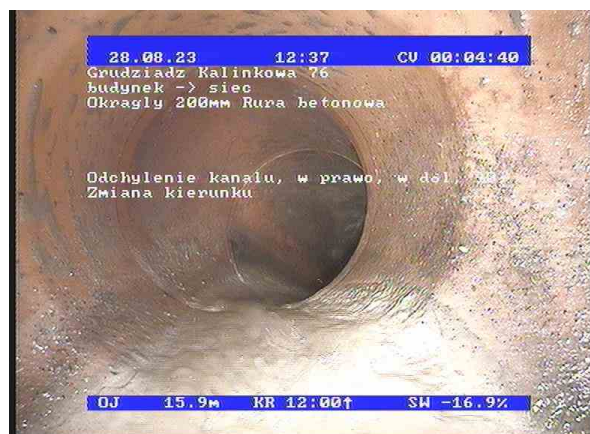 28.08.23 12:37 CV 00:04:40
Grudziadz Kalinkowa 76
budynek -> siec
Okragly 200mm Rura betonowa
Odchylenie kanalu, w prawo, w dol,
Zmiana kierunku
OJ 15.9m KR 12:00↑ SW -16.9%